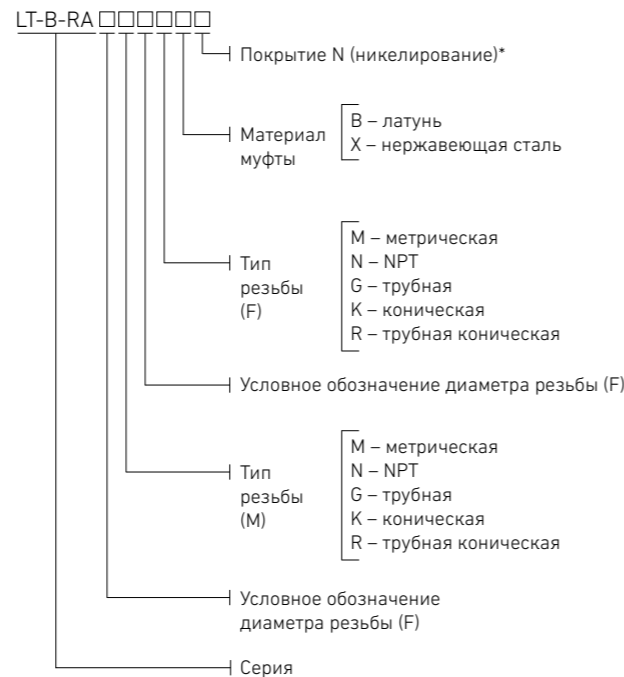 LT-B-RA □□□□□□
Покрытие N (никелирование)*
Материал
муфты
B – латунь
X – нержавеющая сталь
Тип
резьбы
(F)
M – метрическая
N – NPT
G – трубная
K – коническая
R – трубная коническая
Условное обозначение диаметра резьбы (F)
Тип
резьбы
(M)
M – метрическая
N – NPT
G – трубная
K – коническая
R – трубная коническая
Условное обозначение
диаметра резьбы (F)
Серия